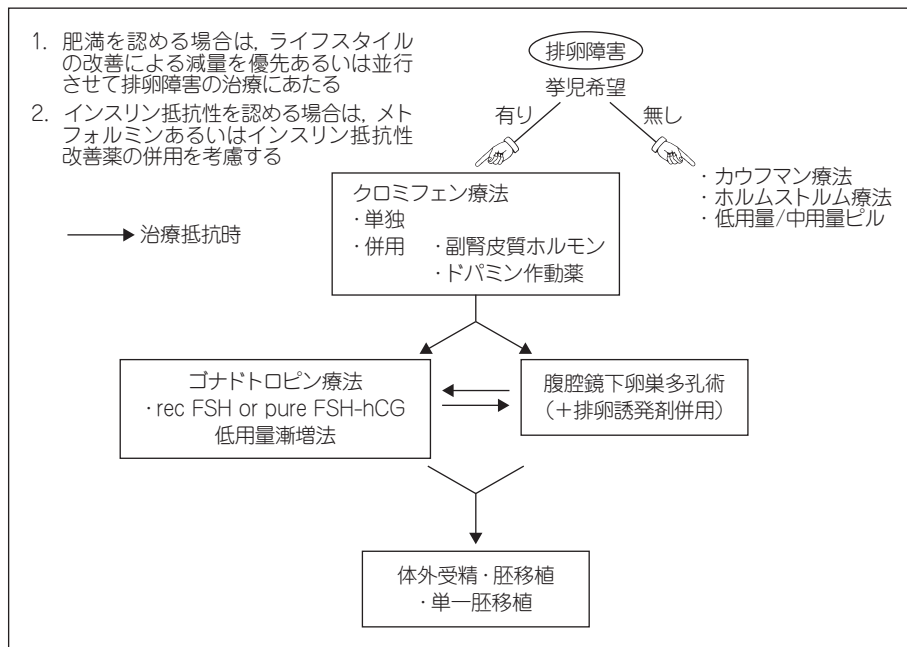 1. 肥満を認める場合は, ライフスタイル
の改善による減量を優先あるいは並行
させて排卵障害の治療にあたる
2. インスリン抵抗性を認める場合は, メト
フォルミンあるいはインスリン抵抗性
改善薬の併用を考慮する
治療抵抗時
排卵障害
挙児希望
有り
無し
・カウフマン療法
・ホルムストルム療法
・低用量/中用量ピル
クロミフェン療法
・単独
・併用 ・副腎皮質ホルモン
・ドパミン作動薬
ゴナドトロピン療法
・rec FSH or pure FSH-hCG
低用量漸増法
腹腔鏡下卵巣多孔術
(+排卵誘発剤併用)
体外受精・胚移植
・単一胚移植